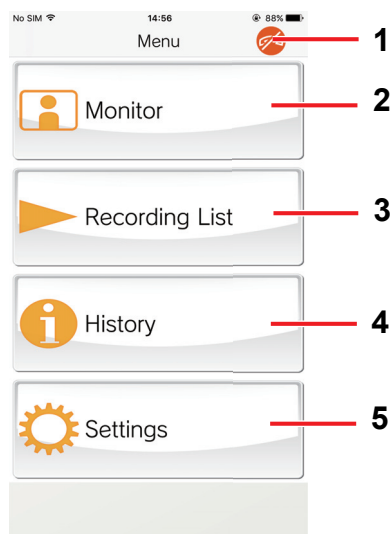 No SIM 14:56 88%
Menu 1
Monitor 2
Recording List 3
History 4
Settings 5